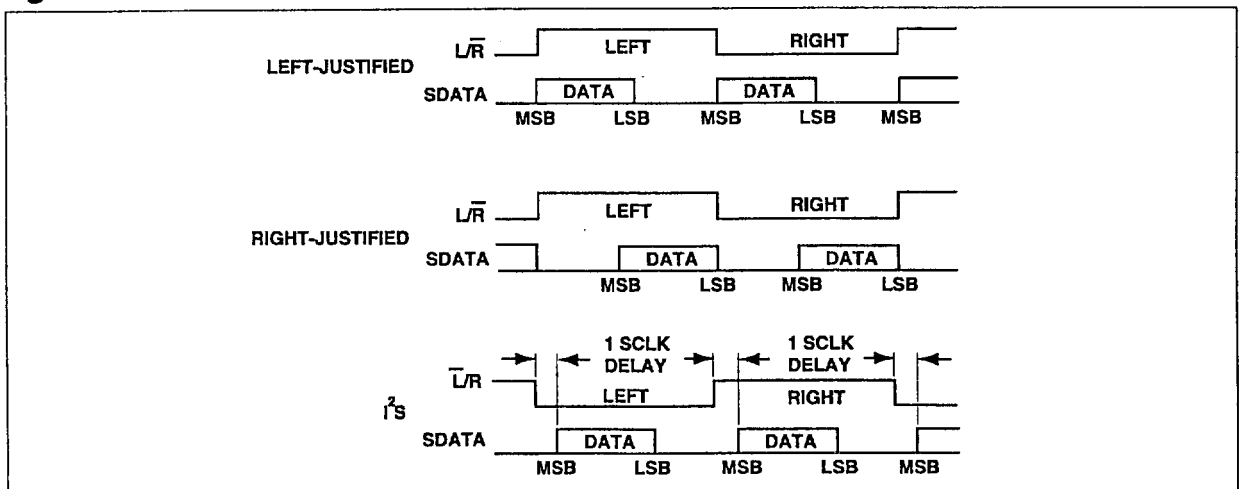 LEFT-JUSTIFIED
L/R̅ LEFT RIGHT
SDATA DATA DATA
MSB LSB MSB LSB MSB
RIGHT-JUSTIFIED
L/R̅ LEFT RIGHT
SDATA DATA DATA
MSB LSB MSB LSB
1 SCLK DELAY 1 SCLK DELAY
I²S
L̅/R LEFT RIGHT
SDATA DATA DATA
MSB LSB MSB LSB MSB